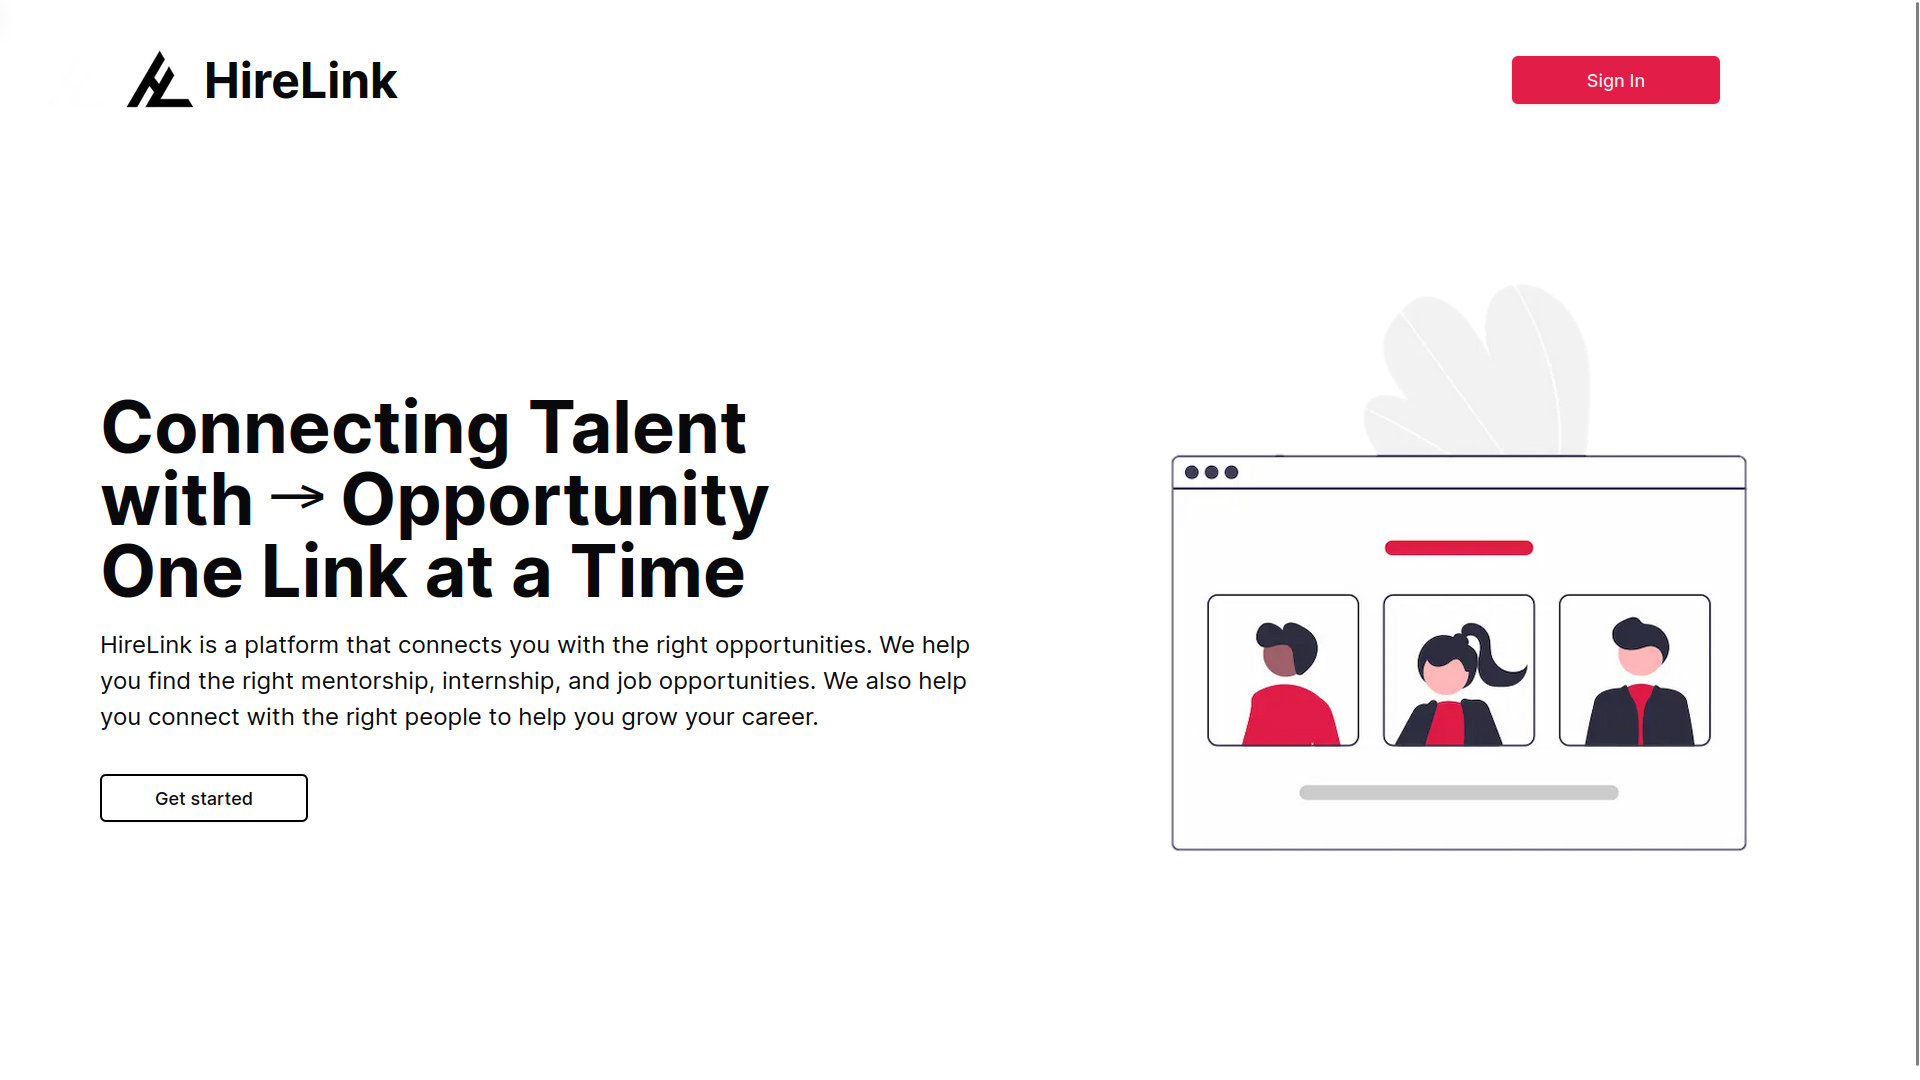 HireLink
Sign In
Connecting Talent
with → Opportunity
One Link at a Time
HireLink is a platform that connects you with the right opportunities. We help
you find the right mentorship, internship, and job opportunities. We also help
you connect with the right people to help you grow your career.
Get started